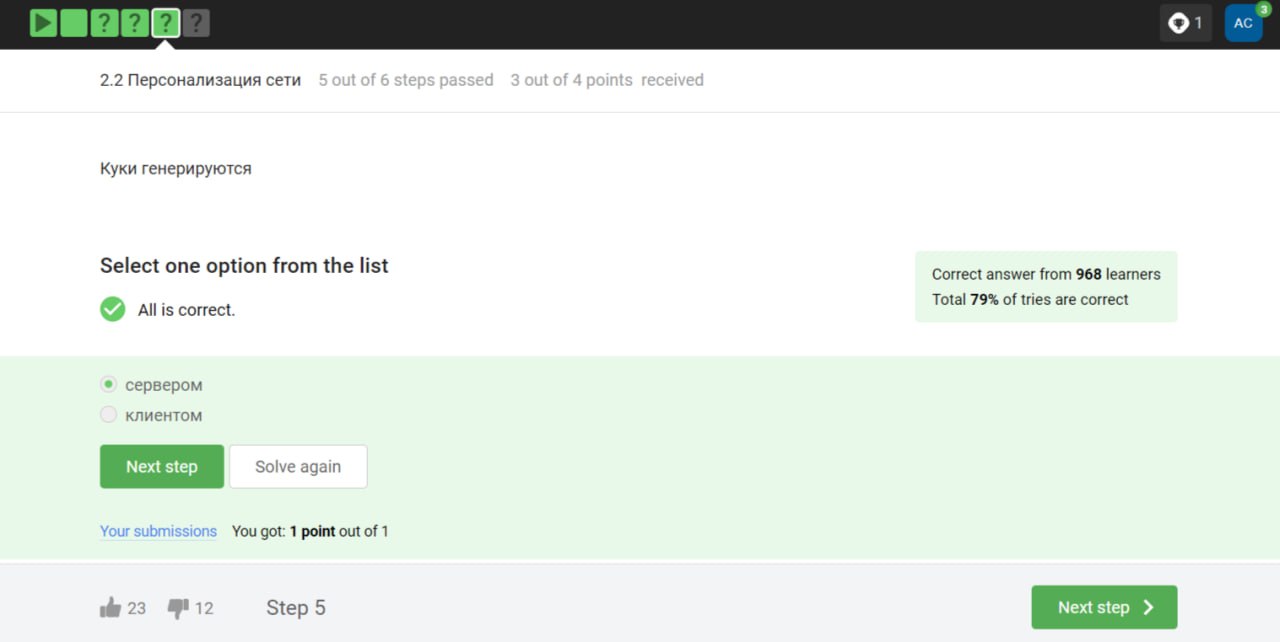 ? ? ? ? 1 AC 3
2.2 Персонализация сети 5 out of 6 steps passed 3 out of 4 points received
Куки генерируются
Select one option from the list
All is correct.
Correct answer from 968 learners
Total 79% of tries are correct
сервером
клиентом
Next step Solve again
Your submissions You got: 1 point out of 1
23 12 Step 5 Next step